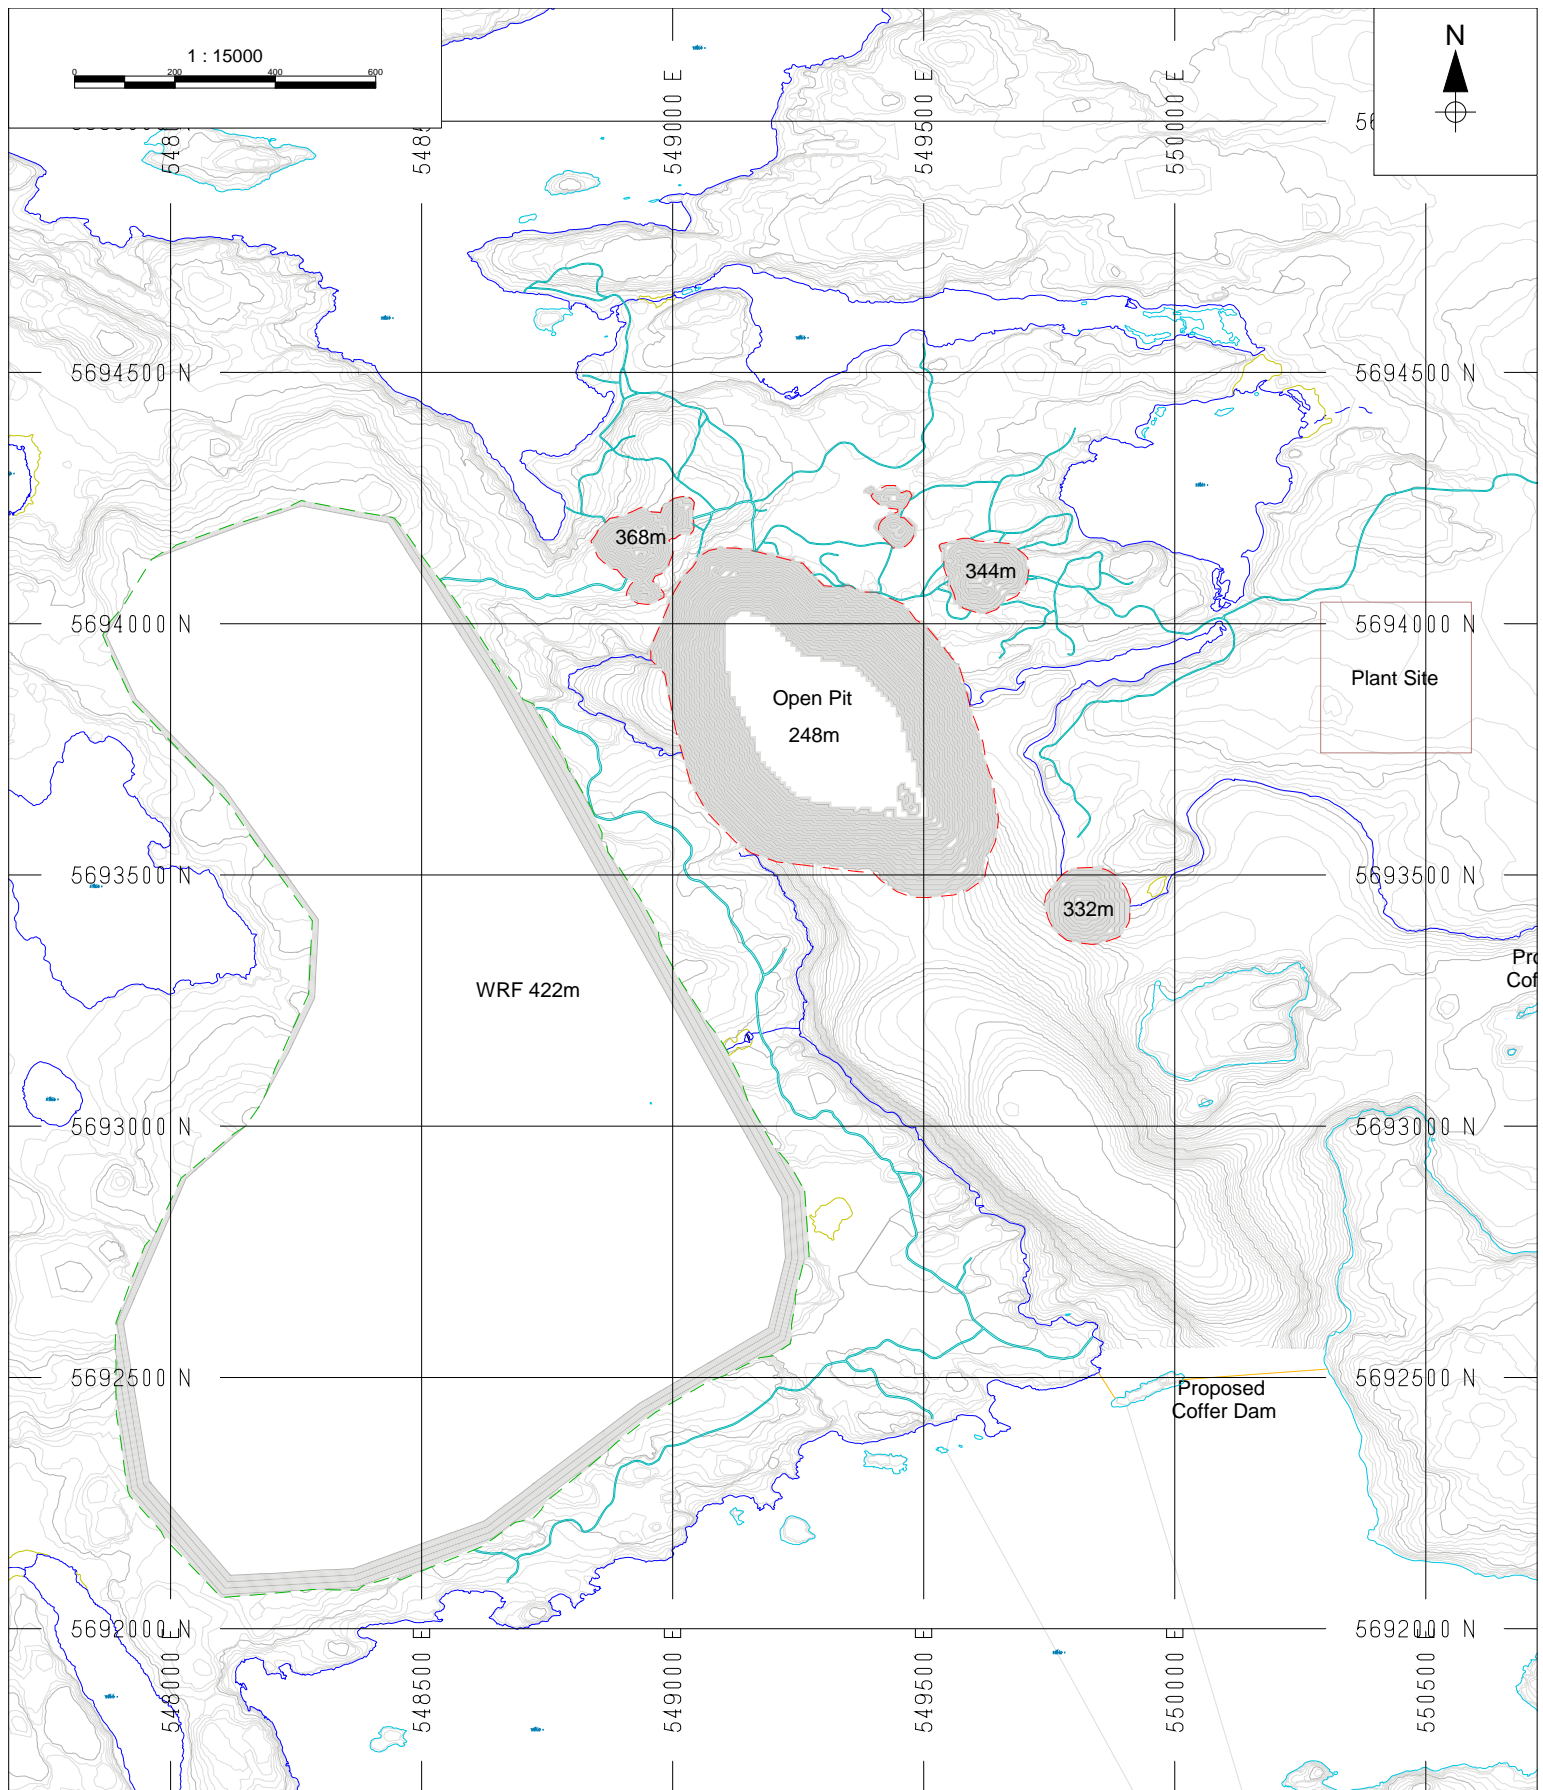 1 : 15000
0 200 400 600
N
549000 E
549500 E
550000 E
5694500 N
5694500 N
368m
344m
5694000 N
5694000 N
Plant Site
Open Pit
248m
5693500 N
5693500 N
332m
WRF 422m
5693000 N
5693000 N
5692500 N
5692500 N
Proposed
Coffer Dam
5692000 N
5692000 N
548000 E
548500 E
549000 E
549500 E
550000 E
550500 E